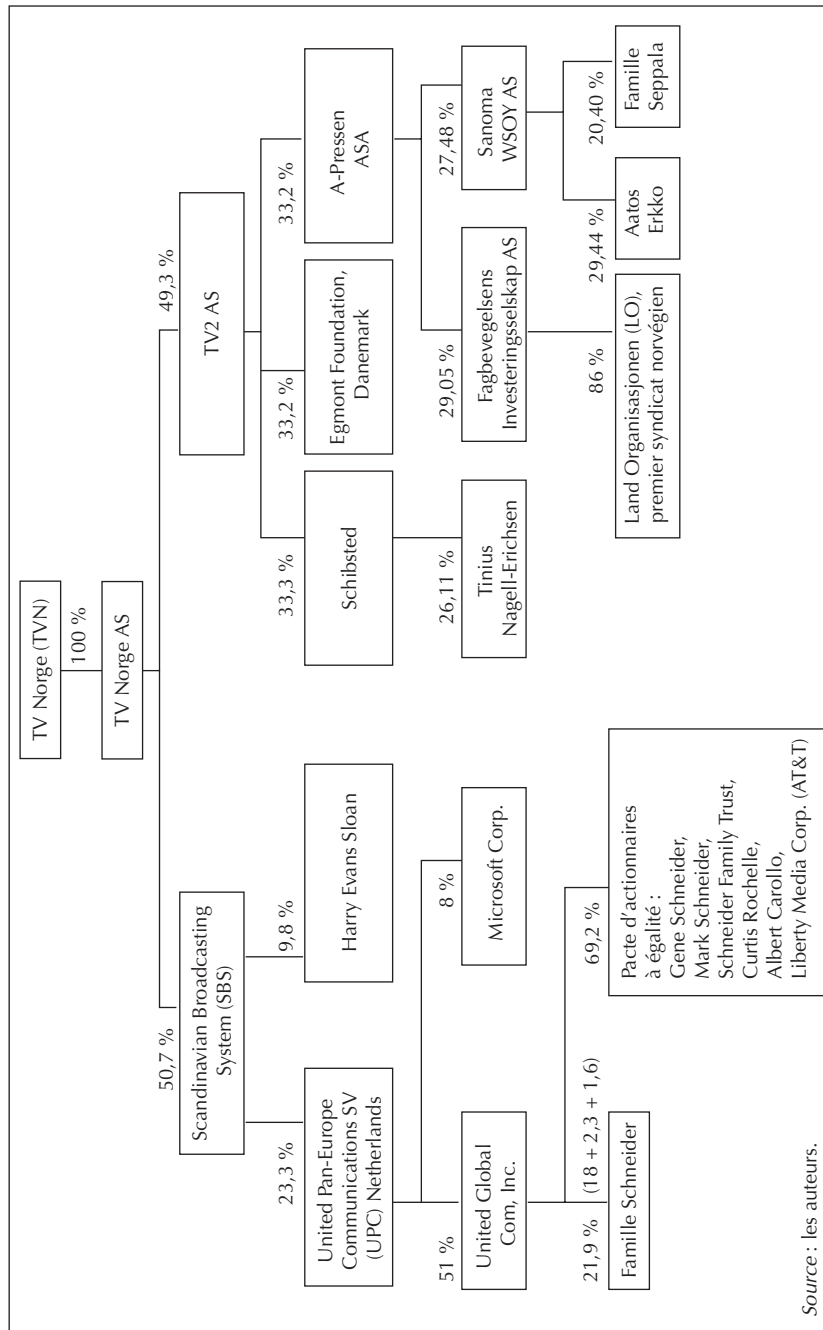 TV Norge (TVN)
100 %
TV Norge AS
50,7 %
49,3 %
Scandinavian Broadcasting
System (SBS)
TV2 AS
23,3 %
9,8 %
33,3 %
33,2 %
33,2 %
United Pan-Europe
Communications SV
(UPC) Netherlands
Harry Evans Sloan
Schibsted
Egmont Foundation,
Danemark
A-Pressen
ASA
51 %
8 %
26,11 %
29,05 %
27,48 %
United Global
Com, Inc.
Microsoft Corp.
Tinius
Nagell-Erichsen
Fagbevegelsens
Investeringsselskap AS
Sanoma
WSOY AS
21,9 % (18 + 2,3 + 1,6)
69,2 %
86 %
29,44 %
20,40 %
Famille Schneider
Pacte d’actionnaires
à égalité :
Gene Schneider,
Mark Schneider,
Schneider Family Trust,
Curtis Rochelle,
Albert Carollo,
Liberty Media Corp. (AT&T)
Land Organisasjonen (LO),
premier syndicat norvégien
Aatos
Erkko
Famille
Seppala
Source : les auteurs.